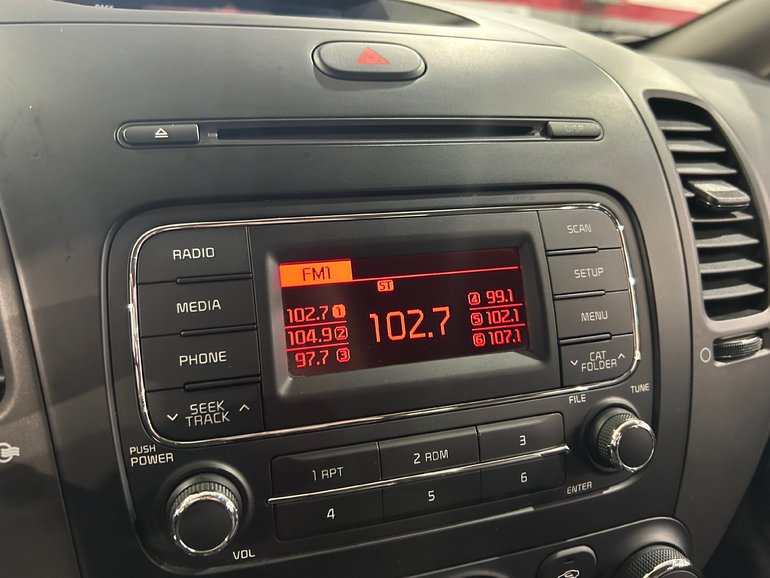 DISP
RADIO
SCAN
MEDIA
SETUP
PHONE
MENU
SEEK
TRACK
CAT
FOLDER
FM1
ST
102.7 1
104.9 2
97.7 3
102.7
4 99.1
5 102.1
6 107.1
PUSH
POWER
FILE
TUNE
1 RPT
2 RDM
3
4
5
6
ENTER
VOL